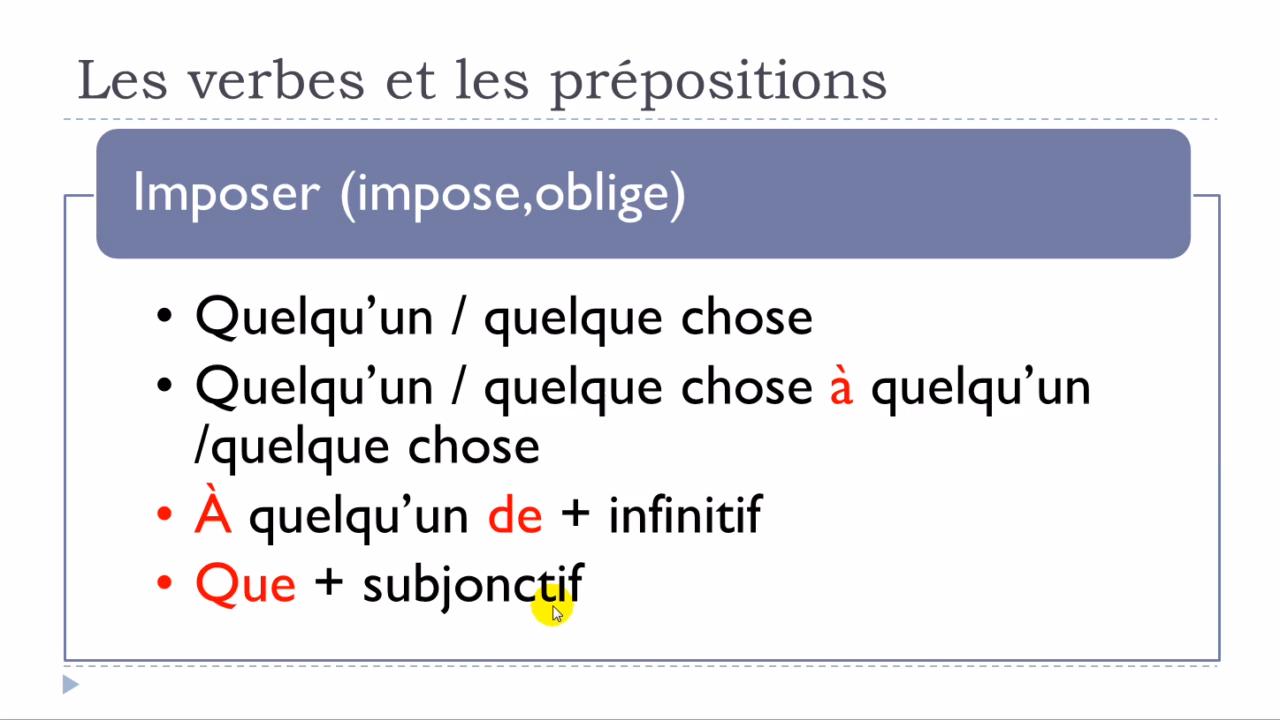 Les verbes et les prépositions
Imposer (impose,oblige)
• Quelqu’un / quelque chose
• Quelqu’un / quelque chose à quelqu’un
/quelque chose
• À quelqu’un de + infinitif
• Que + subjonctif